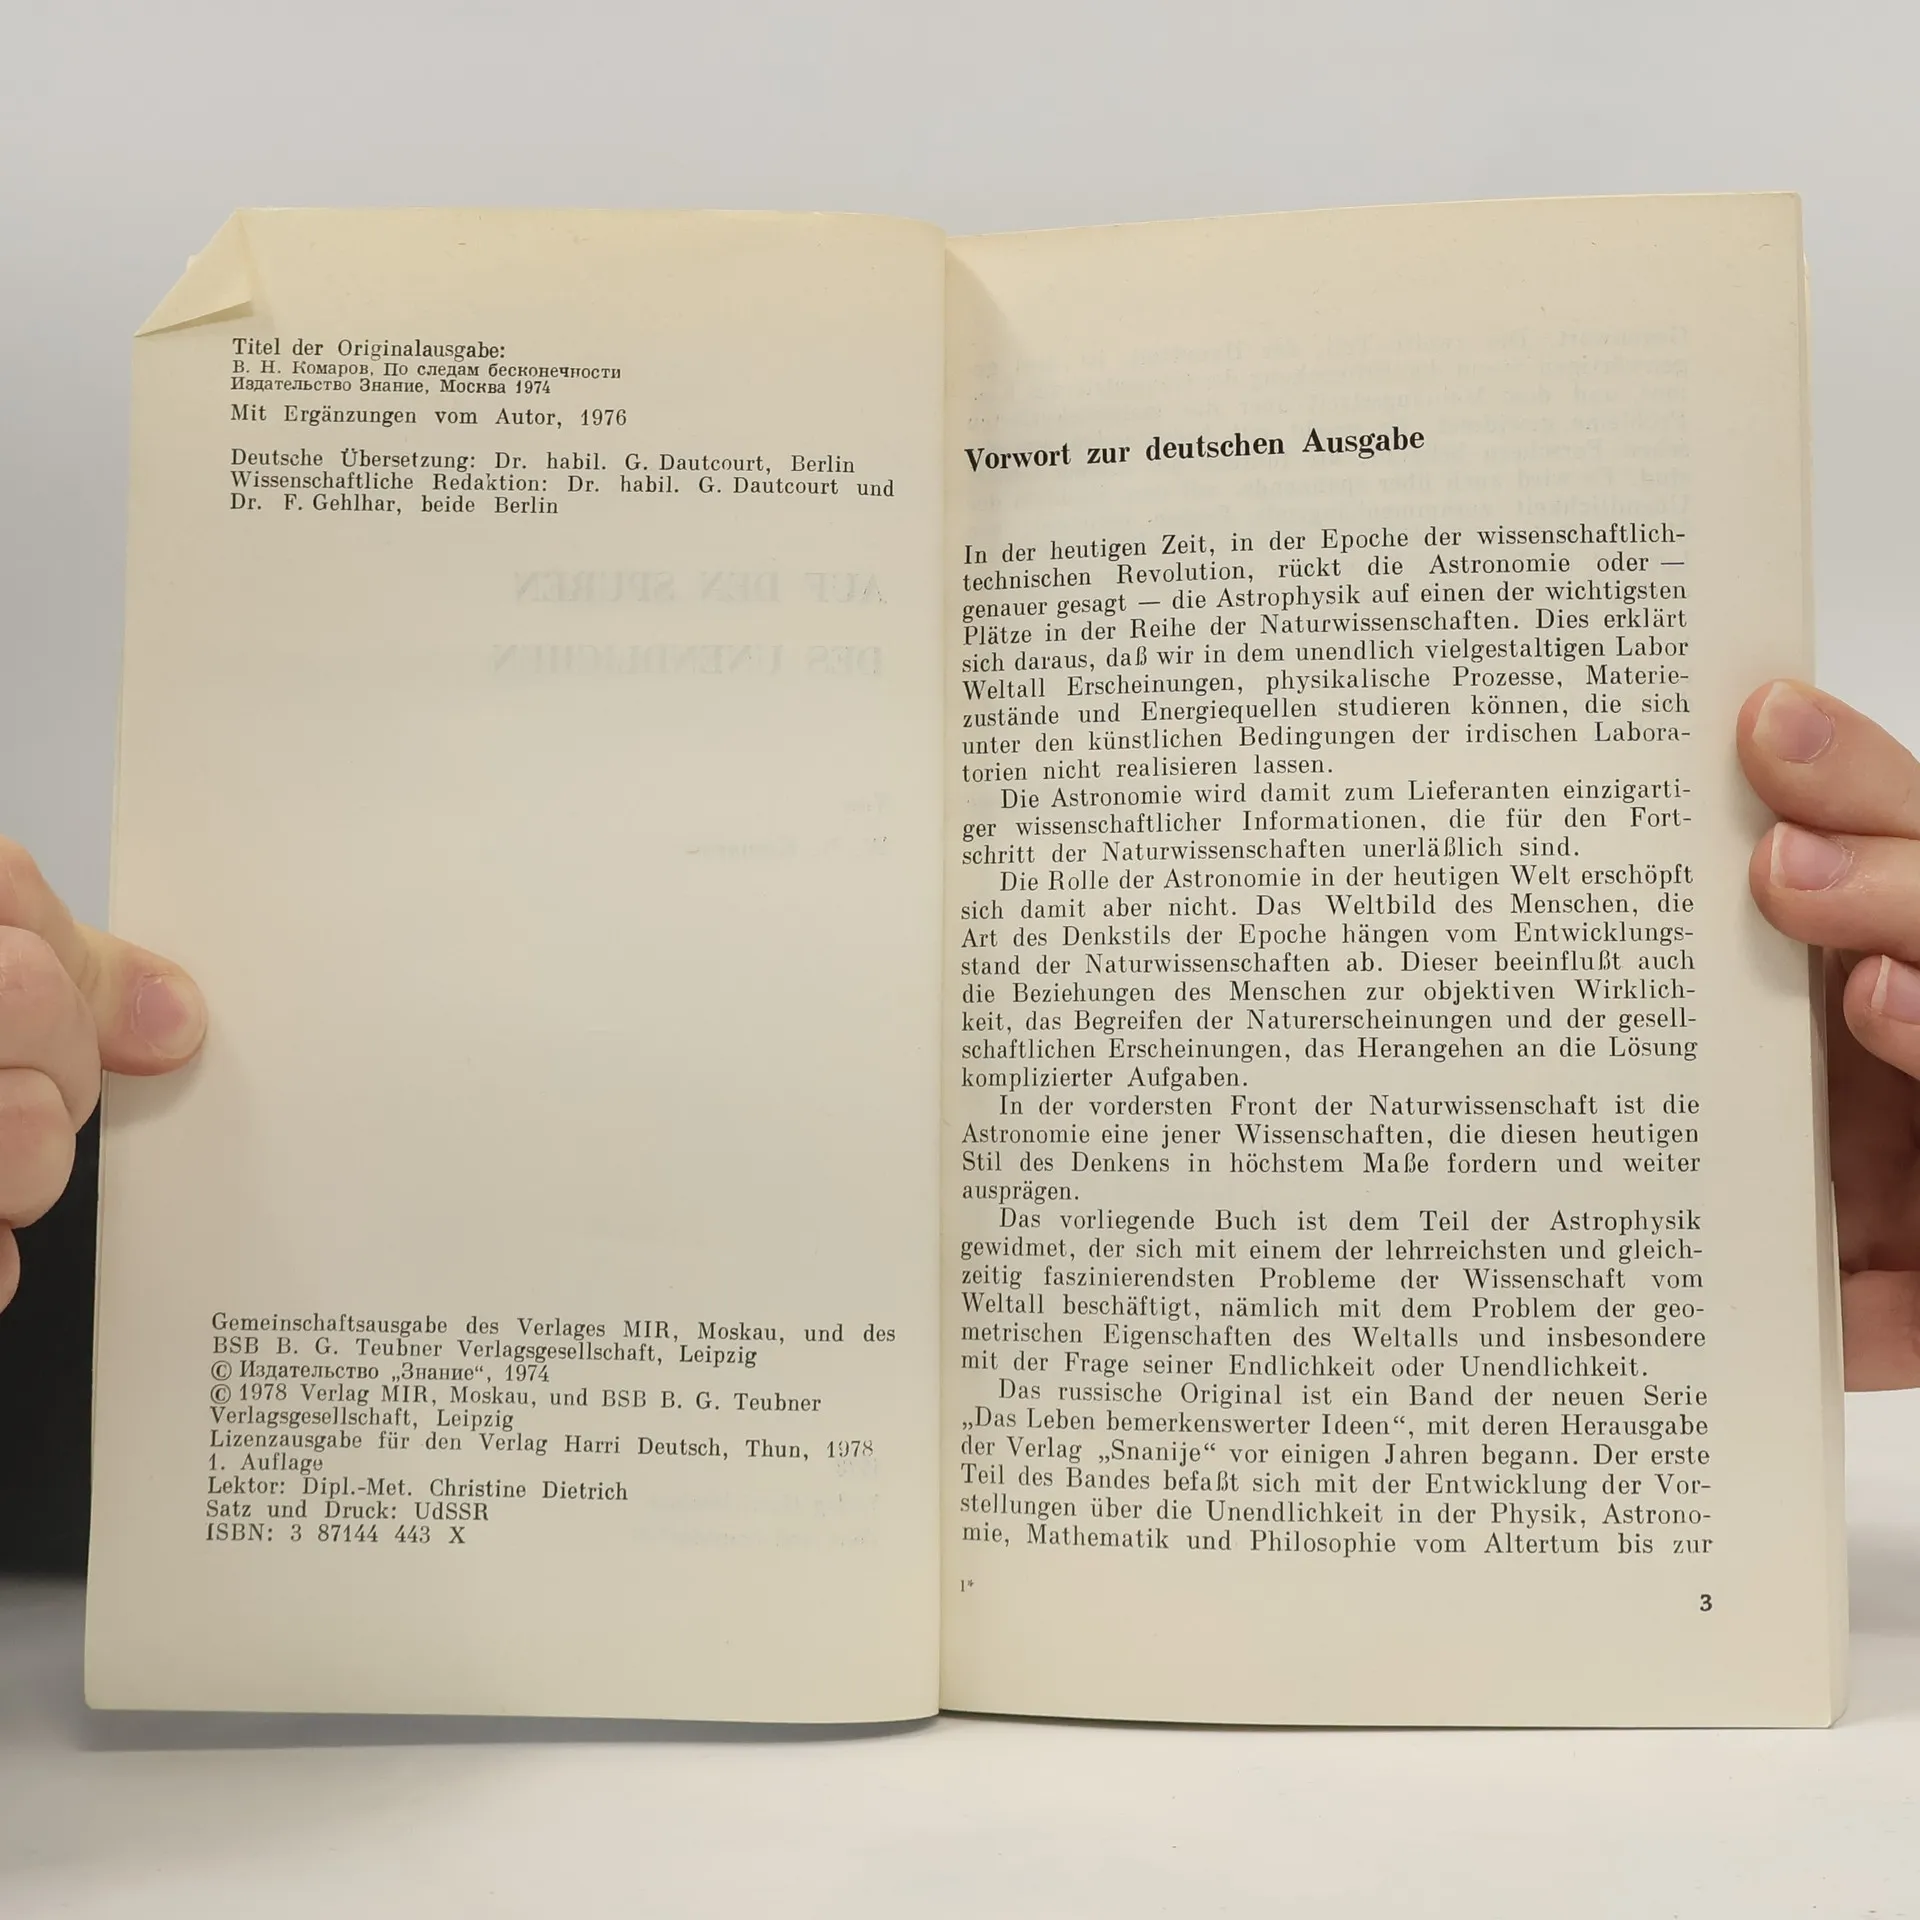 Titel der Originalausgabe:
В. Н. Комаров, По следам бесконечности
Издательство Знание, Москва 1974
Mit Ergänzungen vom Autor, 1976
Deutsche Übersetzung: Dr. habil. G. Dautcourt, Berlin
Wissenschaftliche Redaktion: Dr. habil. G. Dautcourt und
Dr. F. Gehlhar, beide Berlin
AUF DEN SPUREN
DES UNENDLICHEN
Gemeinschaftsausgabe des Verlages MIR, Moskau, und des
BSB B. G. Teubner Verlagsgesellschaft, Leipzig
© Издательство „Знание“, 1974
© 1978 Verlag MIR, Moskau, und BSB B. G. Teubner
Verlagsgesellschaft, Leipzig
Lizenzausgabe für den Verlag Harri Deutsch, Thun, 1978
1. Auflage
Lektor: Dipl.-Met. Christine Dietrich
Satz und Druck: UdSSR
ISBN: 3 87144 443 X
Vorwort zur deutschen Ausgabe
In der heutigen Zeit, in der Epoche der wissenschaftlich-
technischen Revolution, rückt die Astronomie oder —
genauer gesagt — die Astrophysik auf einen der wichtigsten
Plätze in der Reihe der Naturwissenschaften. Dies erklärt
sich daraus, daß wir in dem unendlich vielgestaltigen Labor
Weltall Erscheinungen, physikalische Prozesse, Materie-
zustände und Energiequellen studieren können, die sich
unter den künstlichen Bedingungen der irdischen Labora-
torien nicht realisieren lassen.
Die Astronomie wird damit zum Lieferanten einzigarti-
ger wissenschaftlicher Informationen, die für den Fort-
schritt der Naturwissenschaften unerläßlich sind.
Die Rolle der Astronomie in der heutigen Welt erschöpft
sich damit aber nicht. Das Weltbild des Menschen, die
Art des Denkstils der Epoche hängen vom Entwicklungs-
stand der Naturwissenschaften ab. Dieser beeinflußt auch
die Beziehungen des Menschen zur objektiven Wirklich-
keit, das Begreifen der Naturerscheinungen und der gesell-
schaftlichen Erscheinungen, das Herangehen an die Lösung
komplizierter Aufgaben.
In der vordersten Front der Naturwissenschaft ist die
Astronomie eine jener Wissenschaften, die diesen heutigen
Stil des Denkens in höchstem Maße fordern und weiter
ausprägen.
Das vorliegende Buch ist dem Teil der Astrophysik
gewidmet, der sich mit einem der lehrreichsten und gleich-
zeitig faszinierendsten Probleme der Wissenschaft vom
Weltall beschäftigt, nämlich mit dem Problem der geo-
metrischen Eigenschaften des Weltalls und insbesondere
mit der Frage seiner Endlichkeit oder Unendlichkeit.
Das russische Original ist ein Band der neuen Serie
„Das Leben bemerkenswerter Ideen“, mit deren Herausgabe
der Verlag „Snanije“ vor einigen Jahren begann. Der erste
Teil des Bandes befaßt sich mit der Entwicklung der Vor-
stellungen über die Unendlichkeit in der Physik, Astrono-
mie, Mathematik und Philosophie vom Altertum bis zur
1*
3